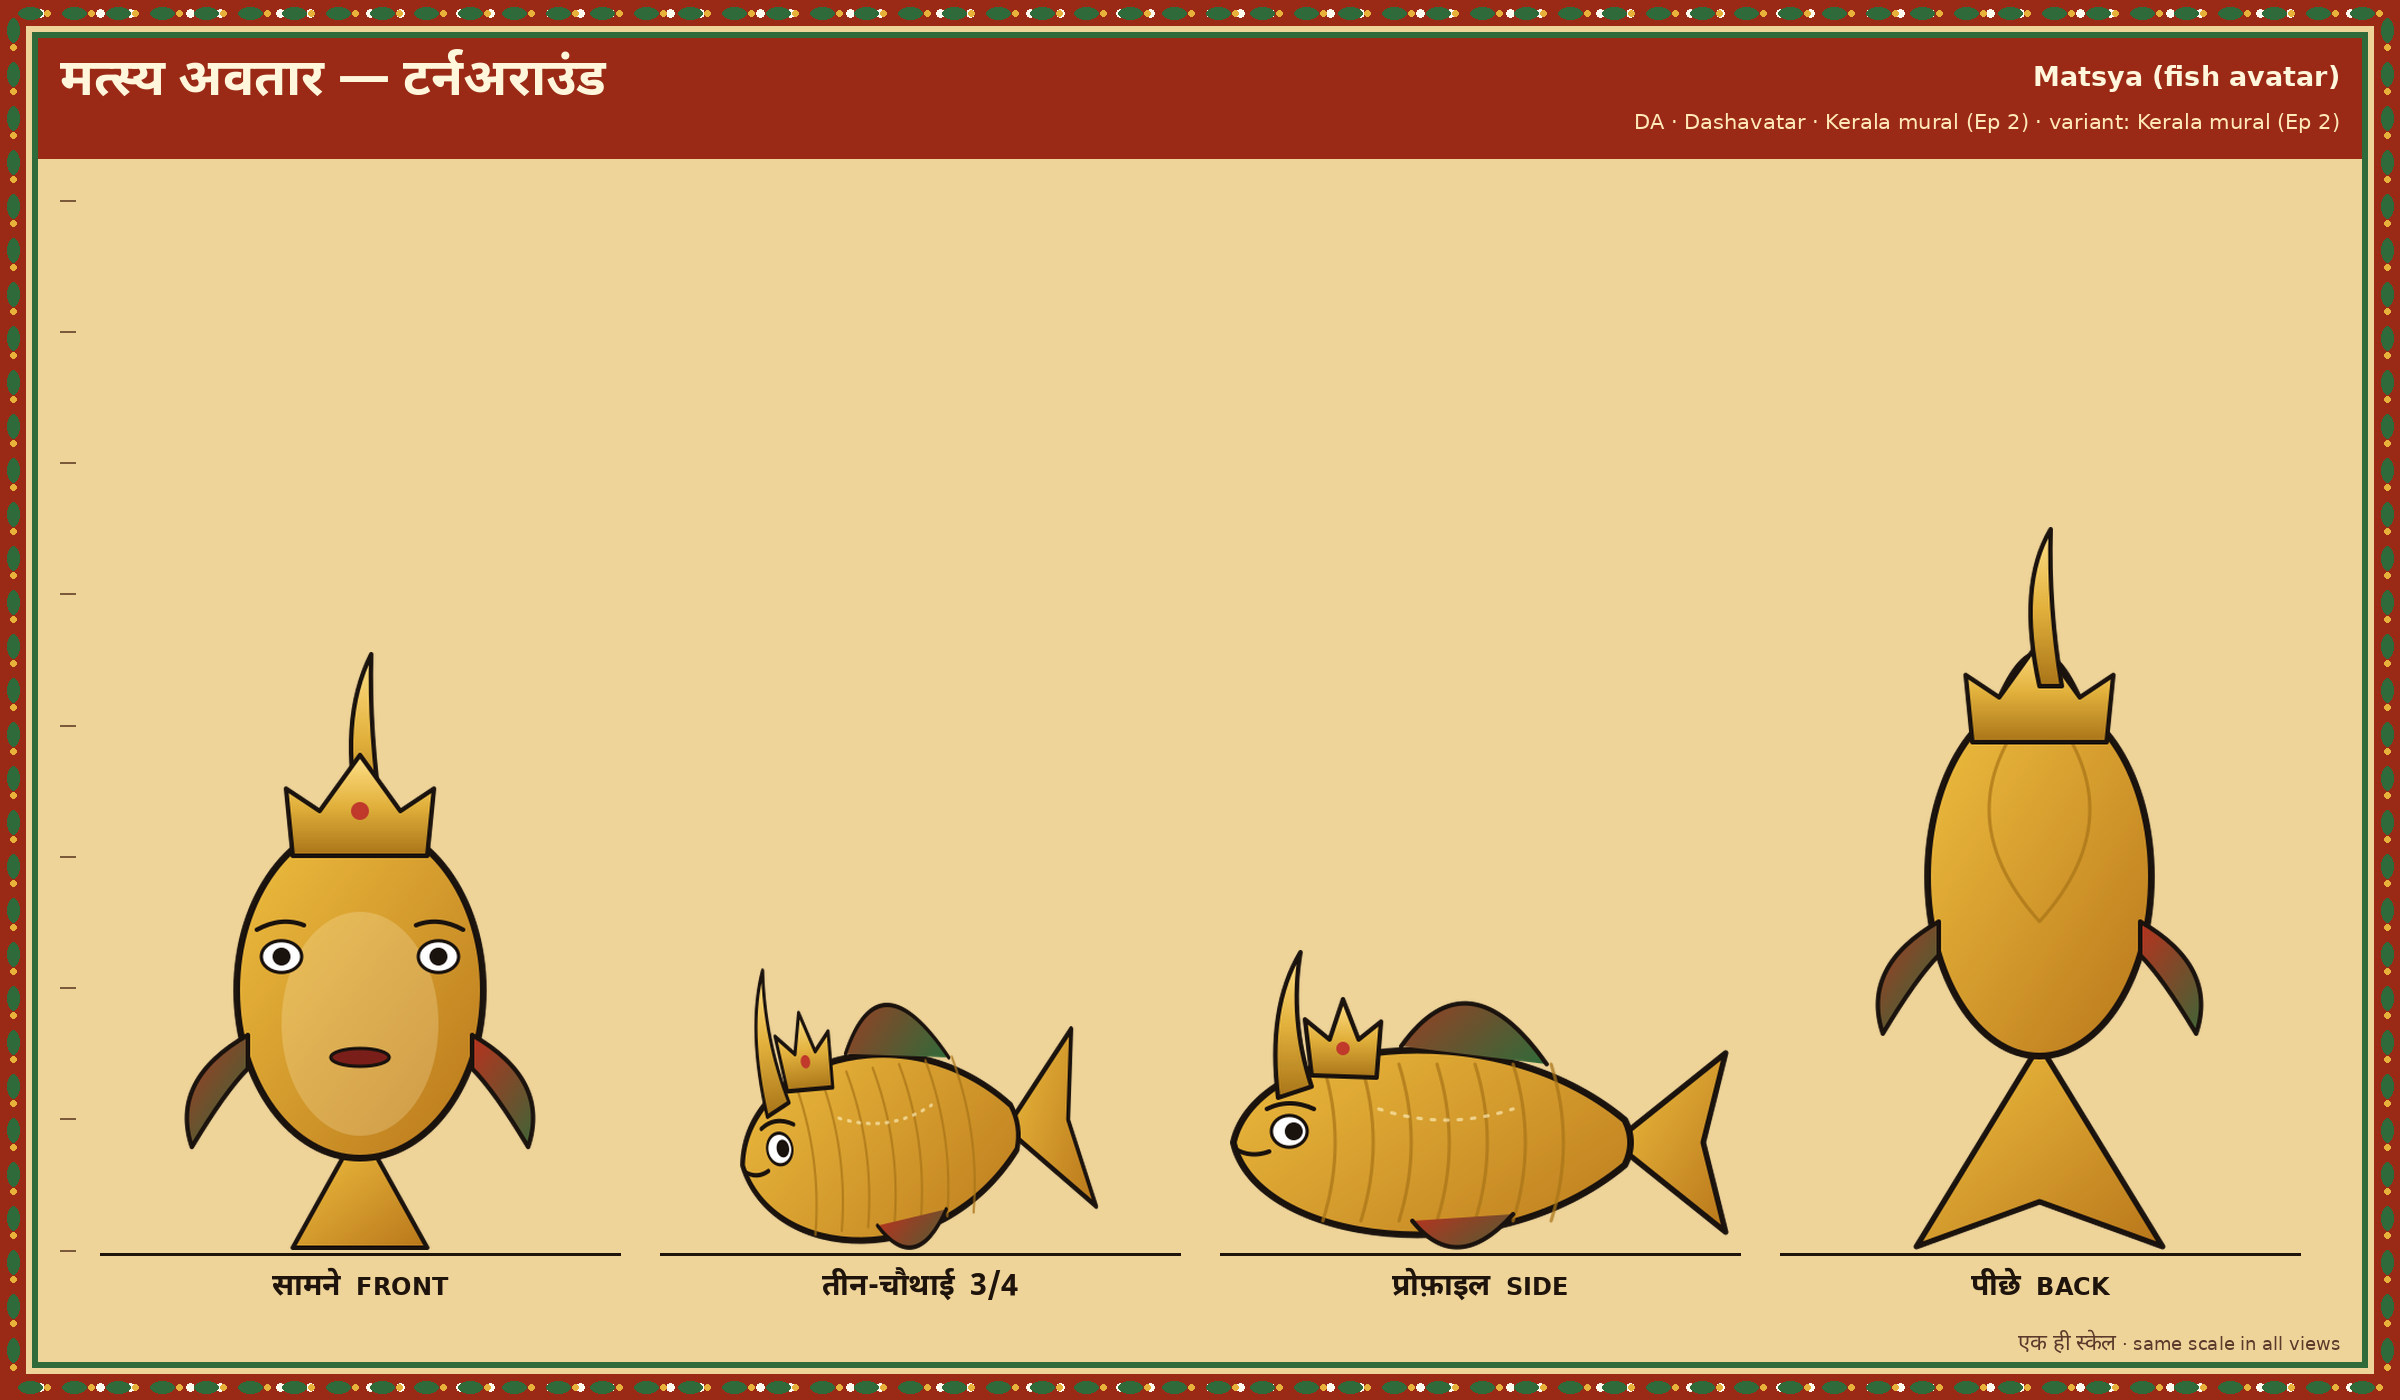 मत्स्य अवतार — टर्नअराउंड
Matsya (fish avatar)
DA · Dashavatar · Kerala mural (Ep 2) · variant: Kerala mural (Ep 2)
सामने FRONT
तीन-चौथाई 3/4
प्रोफ़ाइल SIDE
पीछे BACK
एक ही स्केल · same scale in all views